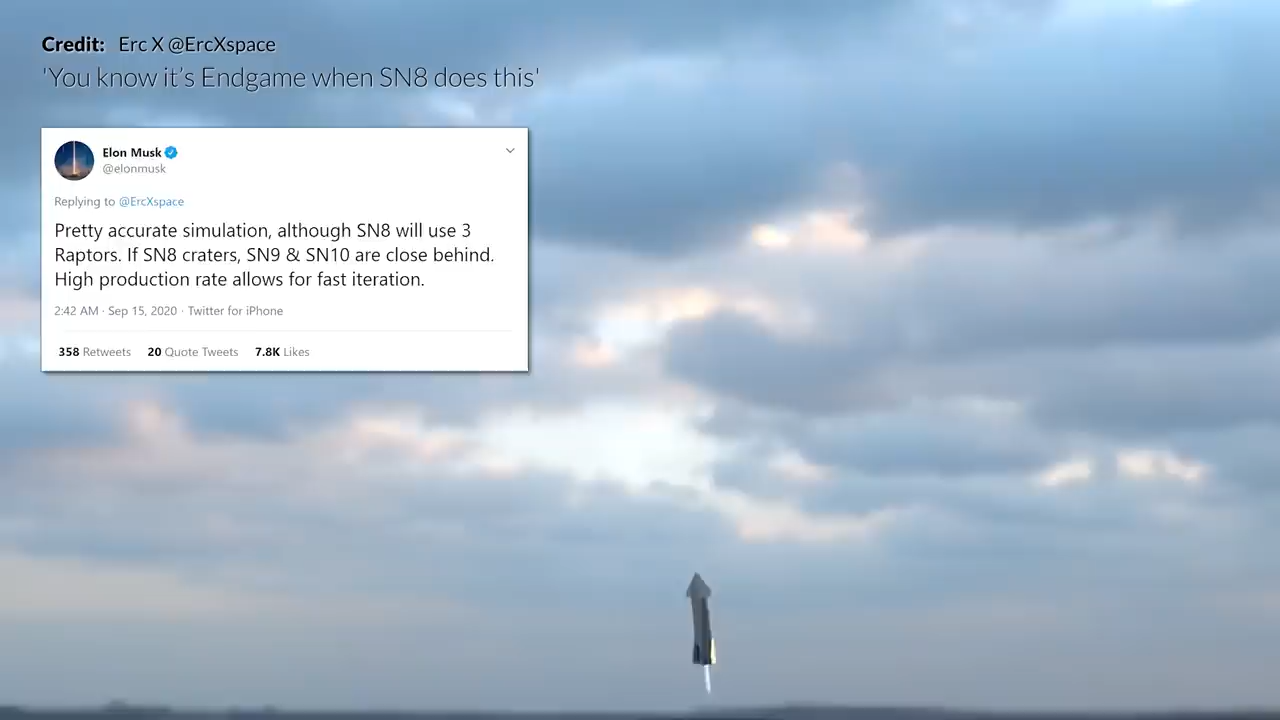 Credit: Erc X @ErcXspace
'You know it’s Endgame when SN8 does this'
Elon Musk
@elonmusk
Replying to @ErcXspace
Pretty accurate simulation, although SN8 will use 3
Raptors. If SN8 craters, SN9 & SN10 are close behind.
High production rate allows for fast iteration.
2:42 AM · Sep 15, 2020 · Twitter for iPhone
358 Retweets 20 Quote Tweets 7.8K Likes